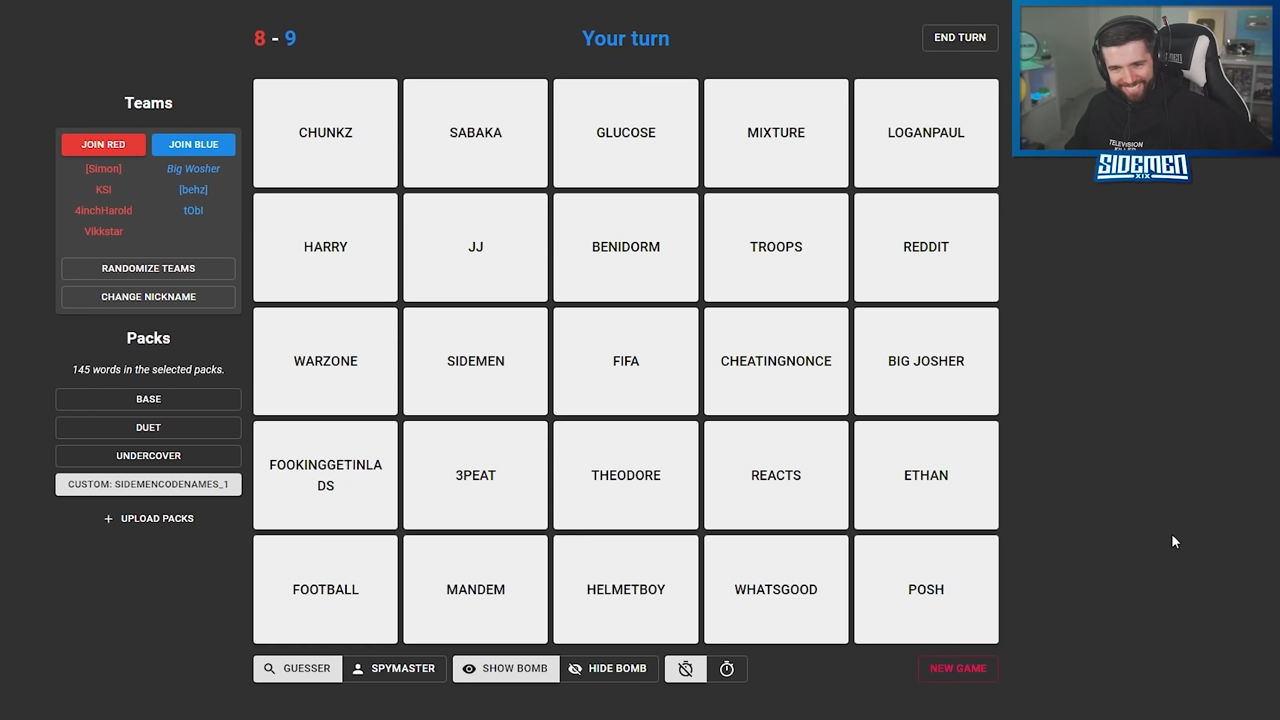 8 - 9
Your turn
END TURN
Teams
JOIN RED
JOIN BLUE
[Simon]
Big Wosher
KSI
[behz]
4inchHarold
tObI
Vikkstar
RANDOMIZE TEAMS
CHANGE NICKNAME
Packs
145 words in the selected packs.
BASE
DUET
UNDERCOVER
CUSTOM: SIDEMENCODENAMES_1
+ UPLOAD PACKS
CHUNKZ
SABAKA
GLUCOSE
MIXTURE
LOGANPAUL
HARRY
JJ
BENIDORM
TROOPS
REDDIT
WARZONE
SIDEMEN
FIFA
CHEATINGNONCE
BIG JOSHER
FOOKINGGETINLA
DS
3PEAT
THEODORE
REACTS
ETHAN
FOOTBALL
MANDEM
HELMETBOY
WHATSGOOD
POSH
GUESSER
SPYMASTER
SHOW BOMB
HIDE BOMB
NEW GAME
TELEVISION
SIDEMEN
XIX